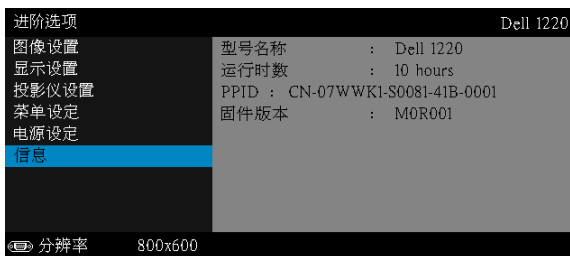 进阶选项 Dell 1220
图像设置
显示设置
投影仪设置
菜单设定
电源设定
信息
型号名称 : Dell 1220
运行时数 : 10 hours
PPID : CN-07WWK1-S0081-41B-0001
固件版本 : M0R001
分辨率 800x600